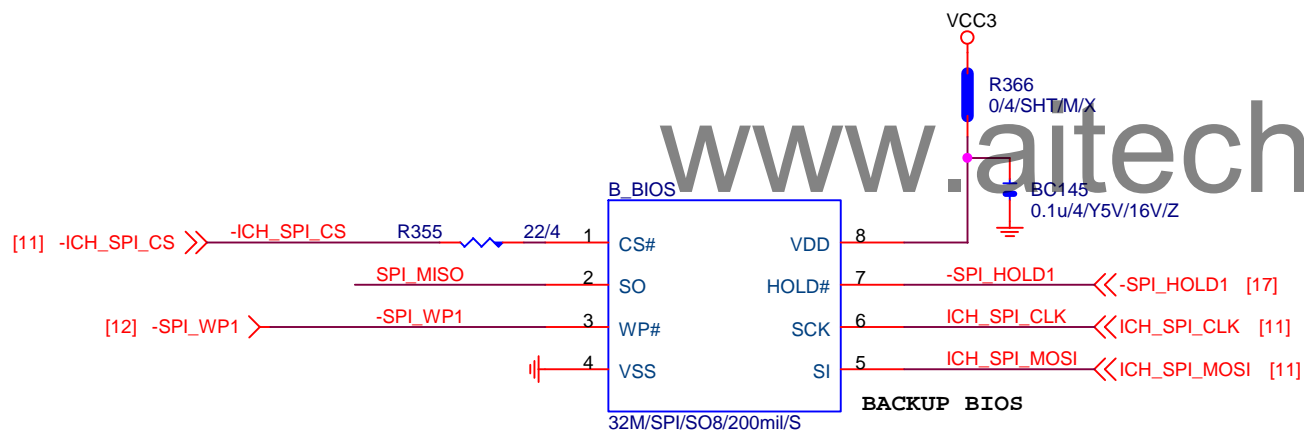 VCC3
R366
0/4/SHT/M/X
www.aitech
BC145
0.1u/4/Y5V/16V/Z
B_BIOS
[11] -ICH_SPI_CS -ICH_SPI_CS R355 22/4 1 CS# VDD 8
SPI_MISO 2 SO HOLD# 7 -SPI_HOLD1 -SPI_HOLD1 [17]
[12] -SPI_WP1 -SPI_WP1 3 WP# SCK 6 ICH_SPI_CLK ICH_SPI_CLK [11]
4 VSS SI 5 ICH_SPI_MOSI ICH_SPI_MOSI [11]
BACKUP BIOS
32M/SPI/SO8/200mil/S